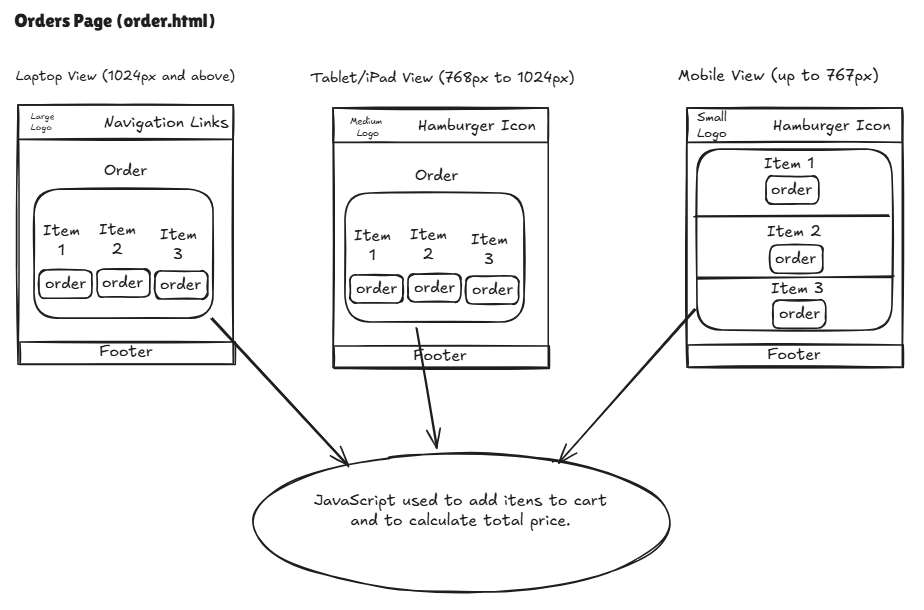 Orders Page (order.html)
Laptop View (1024px and above)
Large
Logo
Navigation Links
Order
Item
1
Item
2
Item
3
order
order
order
Footer
Tablet/iPad View (768px to 1024px)
Medium
Logo
Hamburger Icon
Order
Item
1
Item
2
Item
3
order
order
order
Footer
Mobile View (up to 767px)
Small
Logo
Hamburger Icon
Item 1
order
Item 2
order
Item 3
order
Footer
JavaScript used to add itens to cart
and to calculate total price.